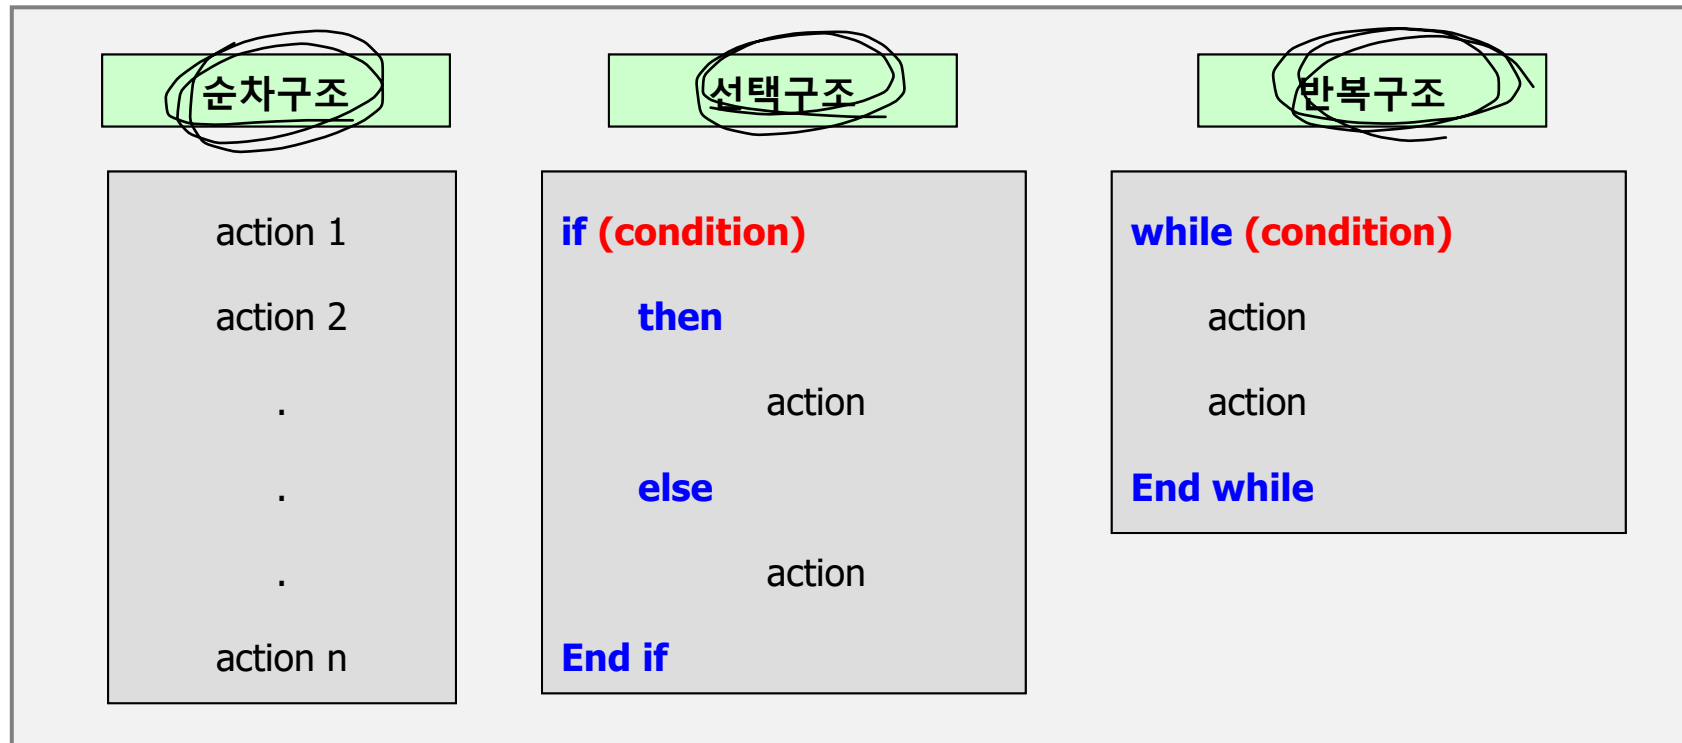 순차구조
action 1
action 2
.
.
.
action n
선택구조
if (condition)
then
action
else
action
End if
반복구조
while (condition)
action
action
End while